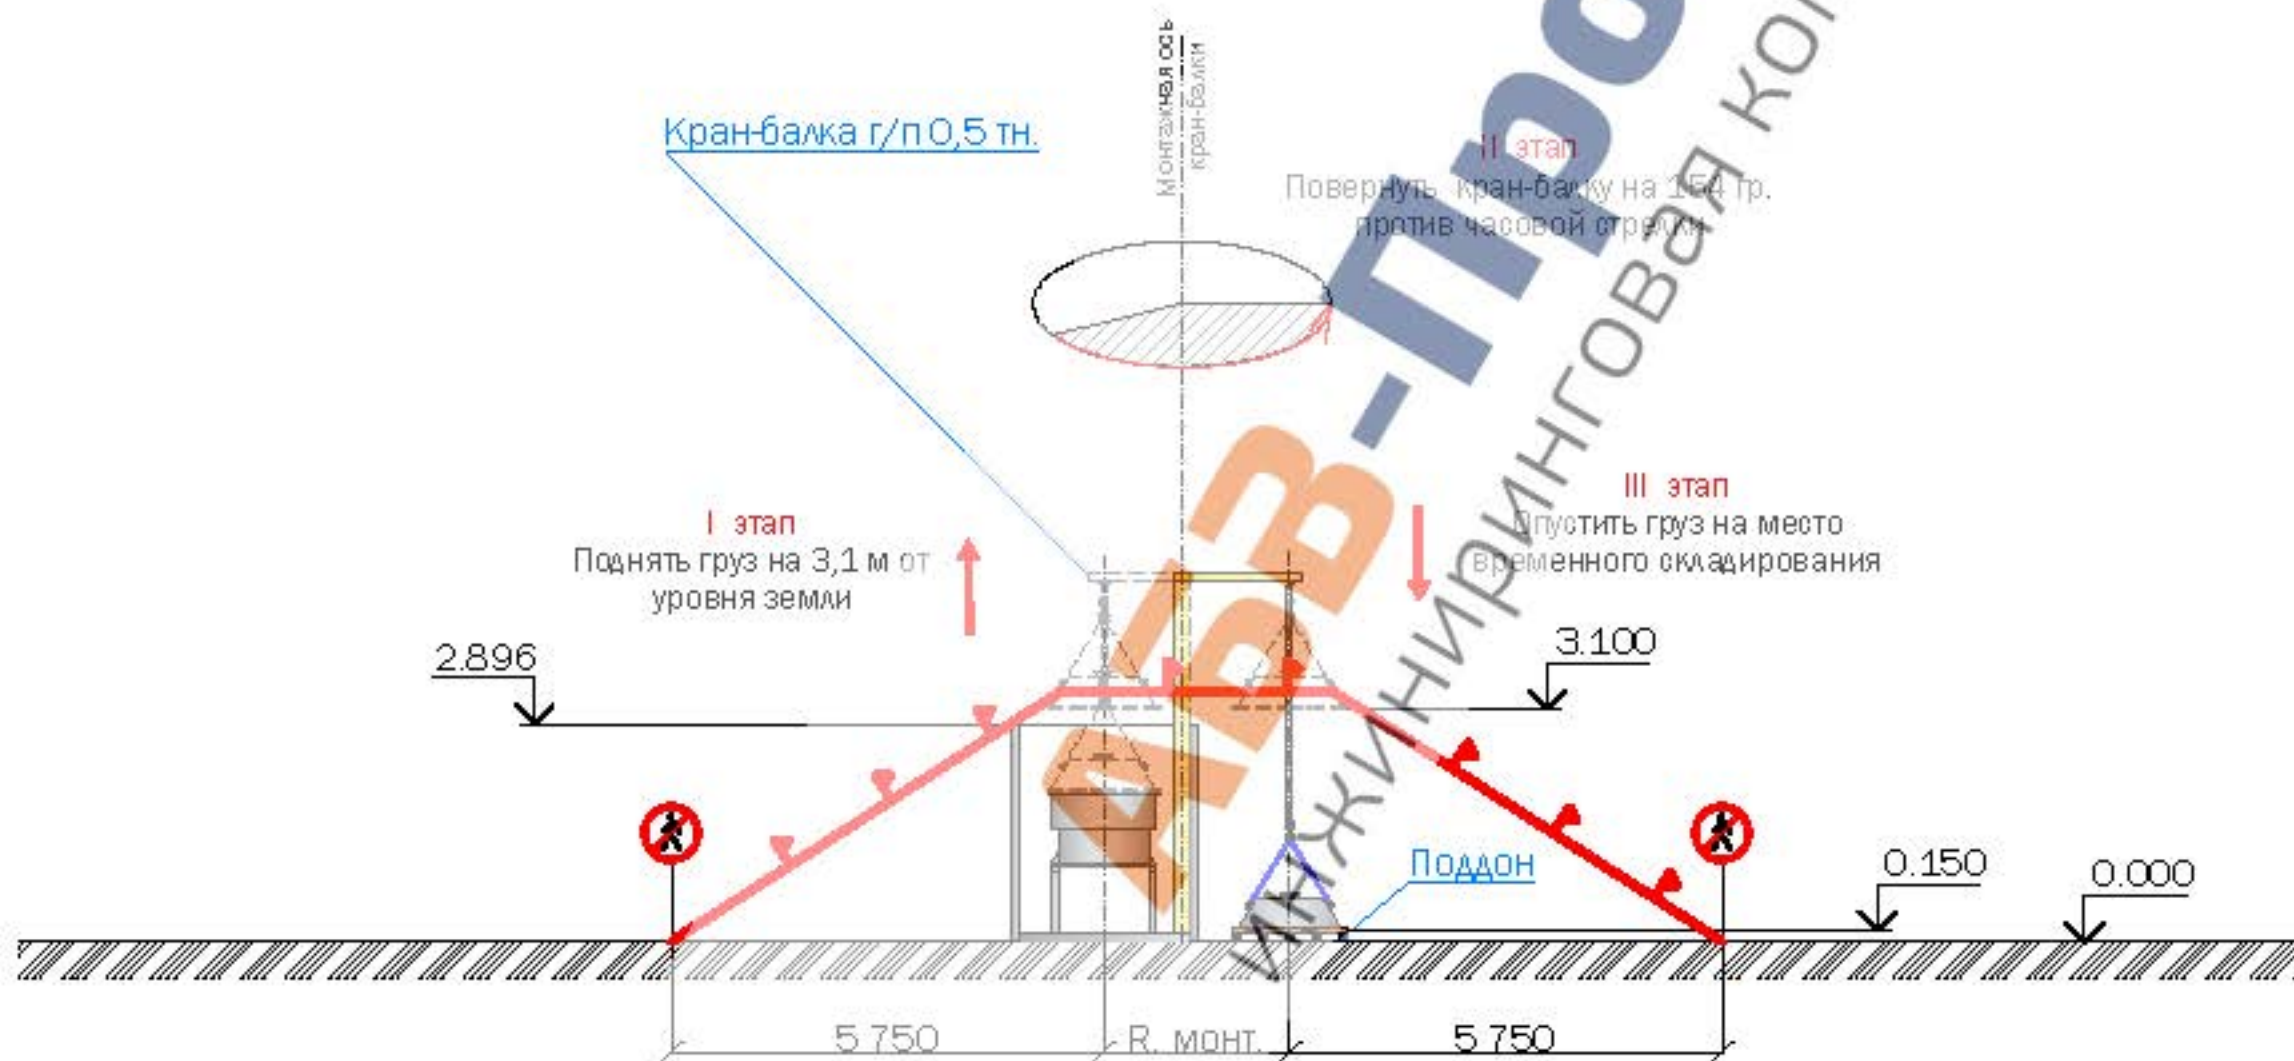 Монтажная ось
кран-балки
Кран-балка г/п 0,5 тн.
II этап
Повернуть кран-балку на 154 гр.
против часовой стрелки
I этап
Поднять груз на 3,1 м от
уровня земли
III этап
Опустить груз на место
временного складирования
2.896
3.100
Поддон
0.150
0.000
5 750
R. монт.
5 750
АБВ-Про
инжиниринговая ком